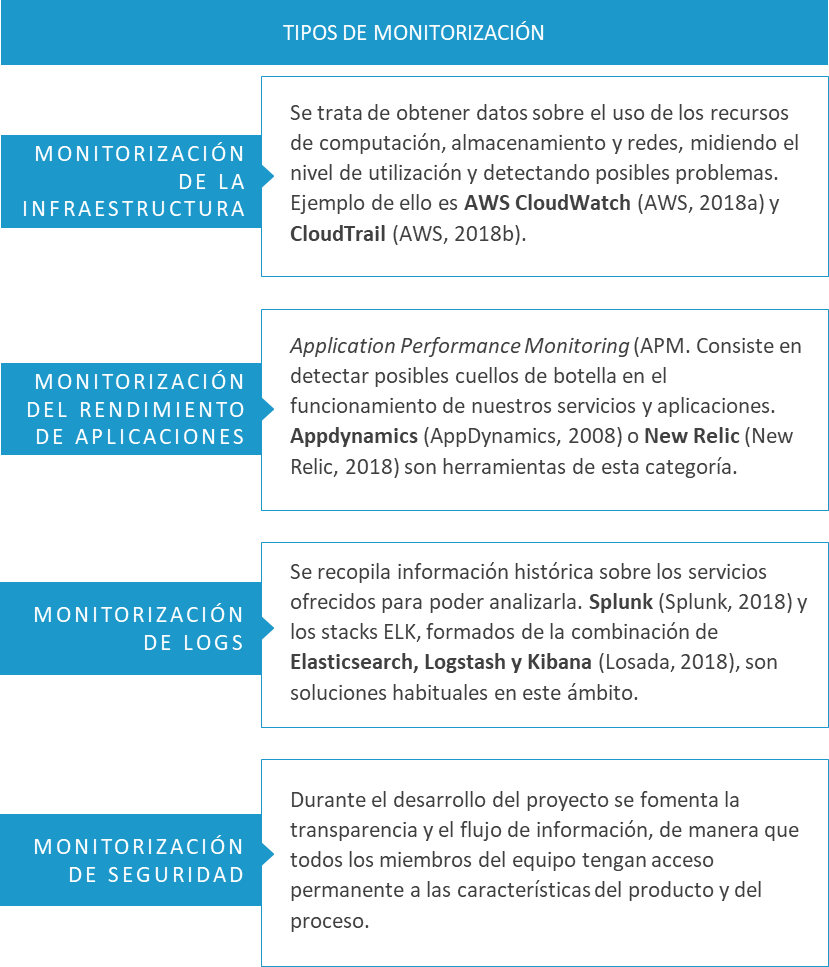 TIPOS DE MONITORIZACIÓN
MONITORIZACIÓN
DE LA
INFRAESTRUCTURA
Se trata de obtener datos sobre el uso de los recursos
de computación, almacenamiento y redes, midiendo el
nivel de utilización y detectando posibles problemas.
Ejemplo de ello es AWS CloudWatch (AWS, 2018a) y
CloudTrail (AWS, 2018b).
MONITORIZACIÓN
DEL RENDIMIENTO
DE APLICACIONES
Application Performance Monitoring (APM. Consiste en
detectar posibles cuellos de botella en el
funcionamiento de nuestros servicios y aplicaciones.
Appdynamics (AppDynamics, 2008) o New Relic (New
Relic, 2018) son herramientas de esta categoría.
MONITORIZACIÓN
DE LOGS
Se recopila información histórica sobre los servicios
ofrecidos para poder analizarla. Splunk (Splunk, 2018) y
los stacks ELK, formados de la combinación de
Elasticsearch, Logstash y Kibana (Losada, 2018), son
soluciones habituales en este ámbito.
MONITORIZACIÓN
DE SEGURIDAD
Durante el desarrollo del proyecto se fomenta la
transparencia y el flujo de información, de manera que
todos los miembros del equipo tengan acceso
permanente a las características del producto y del
proceso.